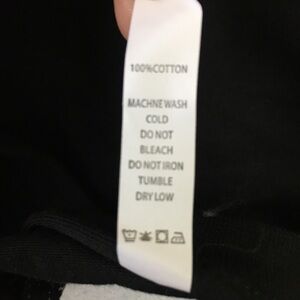 100%COTTON
MACHNE WASH
COLD
DO NOT
BLEACH
DO NOT IRON
TUMBLE
DRY LOW